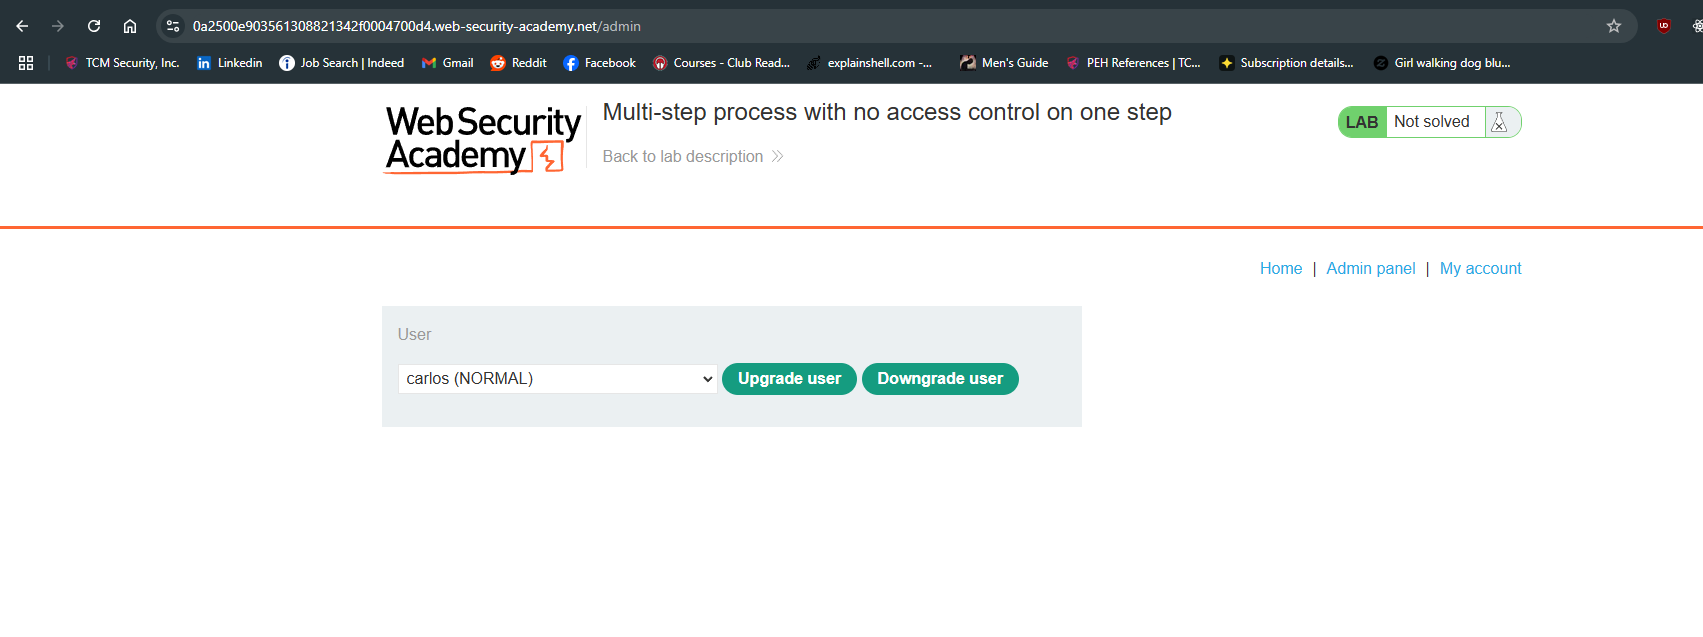 0a2500e903561308821342f0004700d4.web-security-academy.net/admin
TCM Security, Inc. Linkedin Job Search | Indeed Gmail Reddit Facebook Courses - Club Read... explainshell.com -... Men's Guide PEH References | TC... Subscription details... Girl walking dog blu...
WebSecurity
Academy
Multi-step process with no access control on one step
Back to lab description
LAB Not solved
Home | Admin panel | My account
User
carlos (NORMAL) Upgrade user Downgrade user